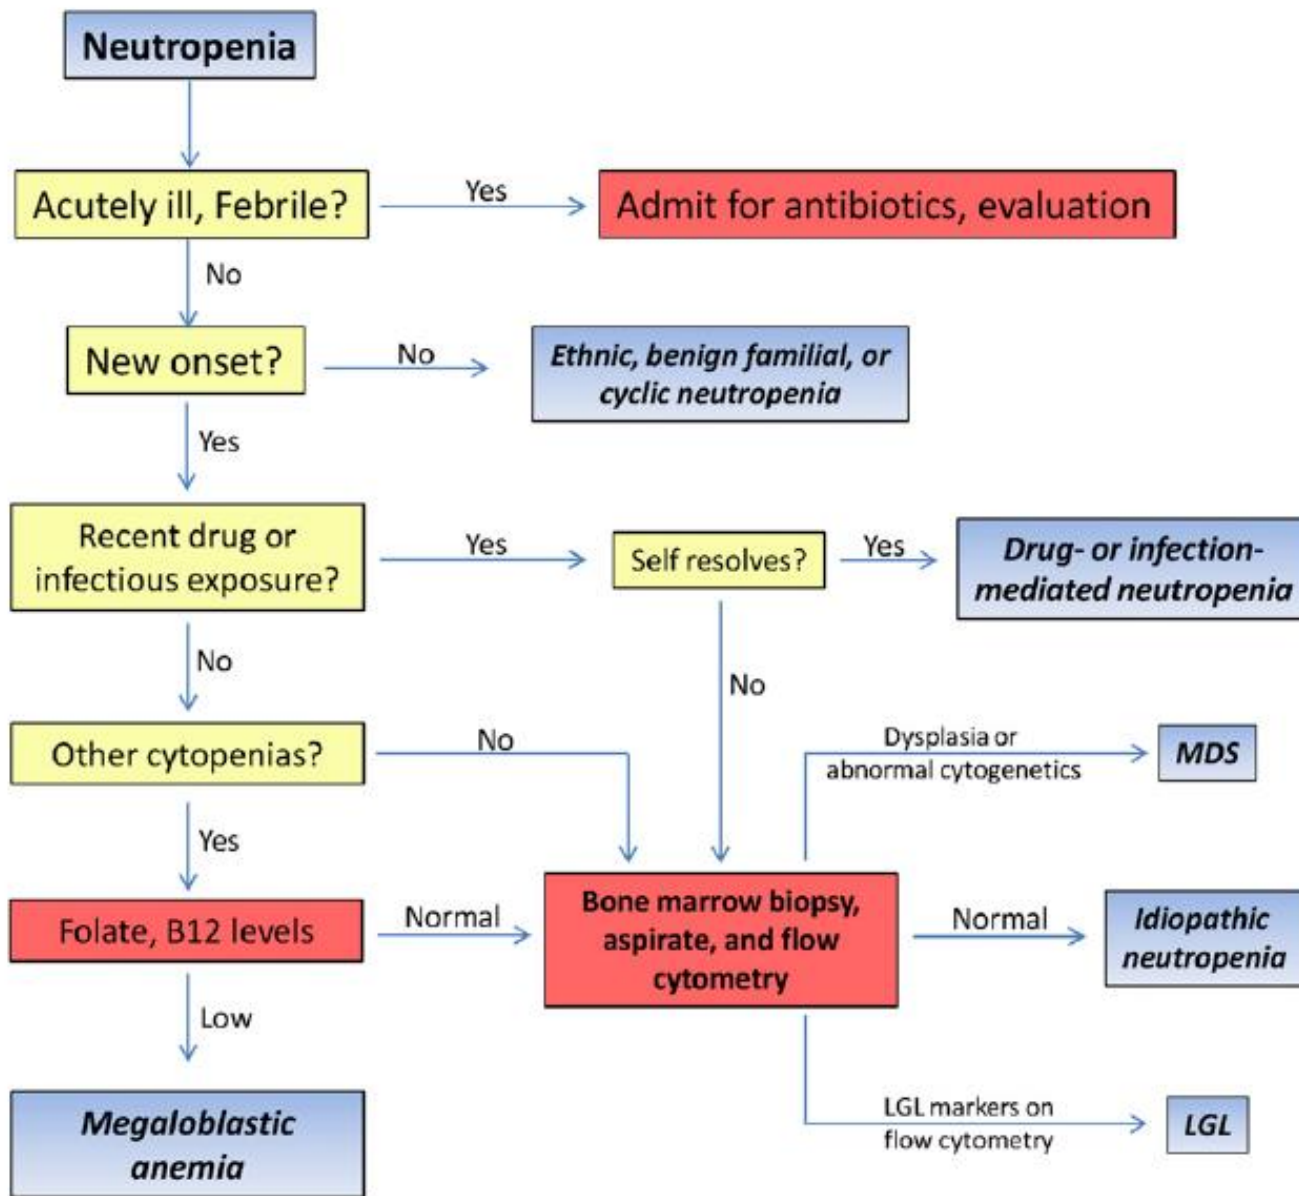 Neutropenia
Acutely ill, Febrile?
Yes
Admit for antibiotics, evaluation
No
New onset?
No
Ethnic, benign familial, or
cyclic neutropenia
Yes
Recent drug or
infectious exposure?
Yes
Self resolves?
Yes
Drug- or infection-
mediated neutropenia
No
No
Other cytopenias?
No
Dysplasia or
abnormal cytogenetics
MDS
Yes
Folate, B12 levels
Normal
Bone marrow biopsy,
aspirate, and flow
cytometry
Normal
Idiopathic
neutropenia
Low
Megaloblastic
anemia
LGL markers on
flow cytometry
LGL